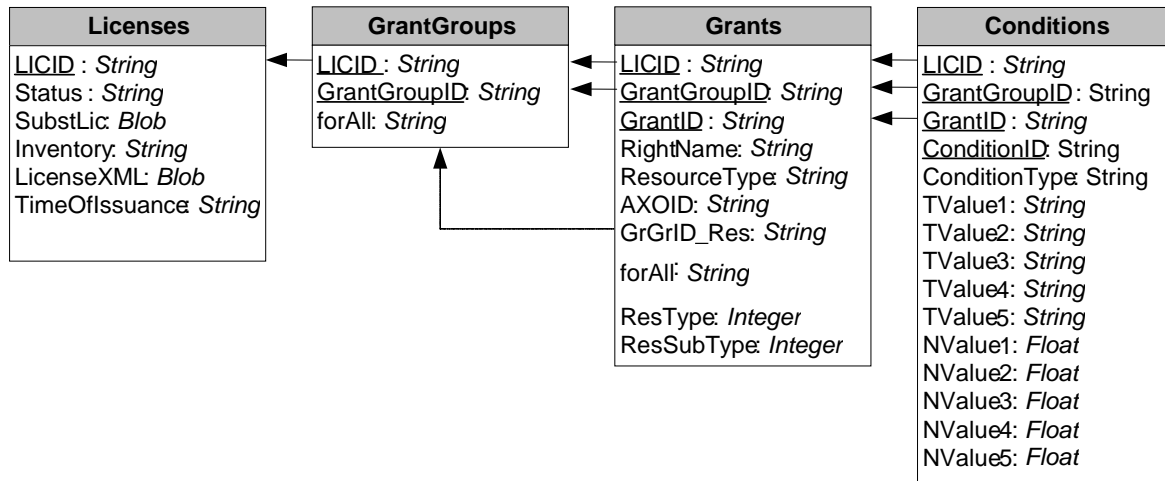 Licenses
LICID : String
Status : String
SubstLic: Blob
Inventory: String
LicenseXML: Blob
TimeOfIssuance: String
GrantGroups
LICID : String
GrantGroupID: String
forAll: String
Grants
LICID : String
GrantGroupID: String
GrantID : String
RightName: String
ResourceType: String
AXOID: String
GrGrID_Res: String
forAll: String
ResType: Integer
ResSubType: Integer
Conditions
LICID : String
GrantGroupID : String
GrantID : String
ConditionID: String
ConditionType: String
TValue1: String
TValue2: String
TValue3: String
TValue4: String
TValue5: String
NValue1: Float
NValue2: Float
NValue3: Float
NValue4: Float
NValue5: Float